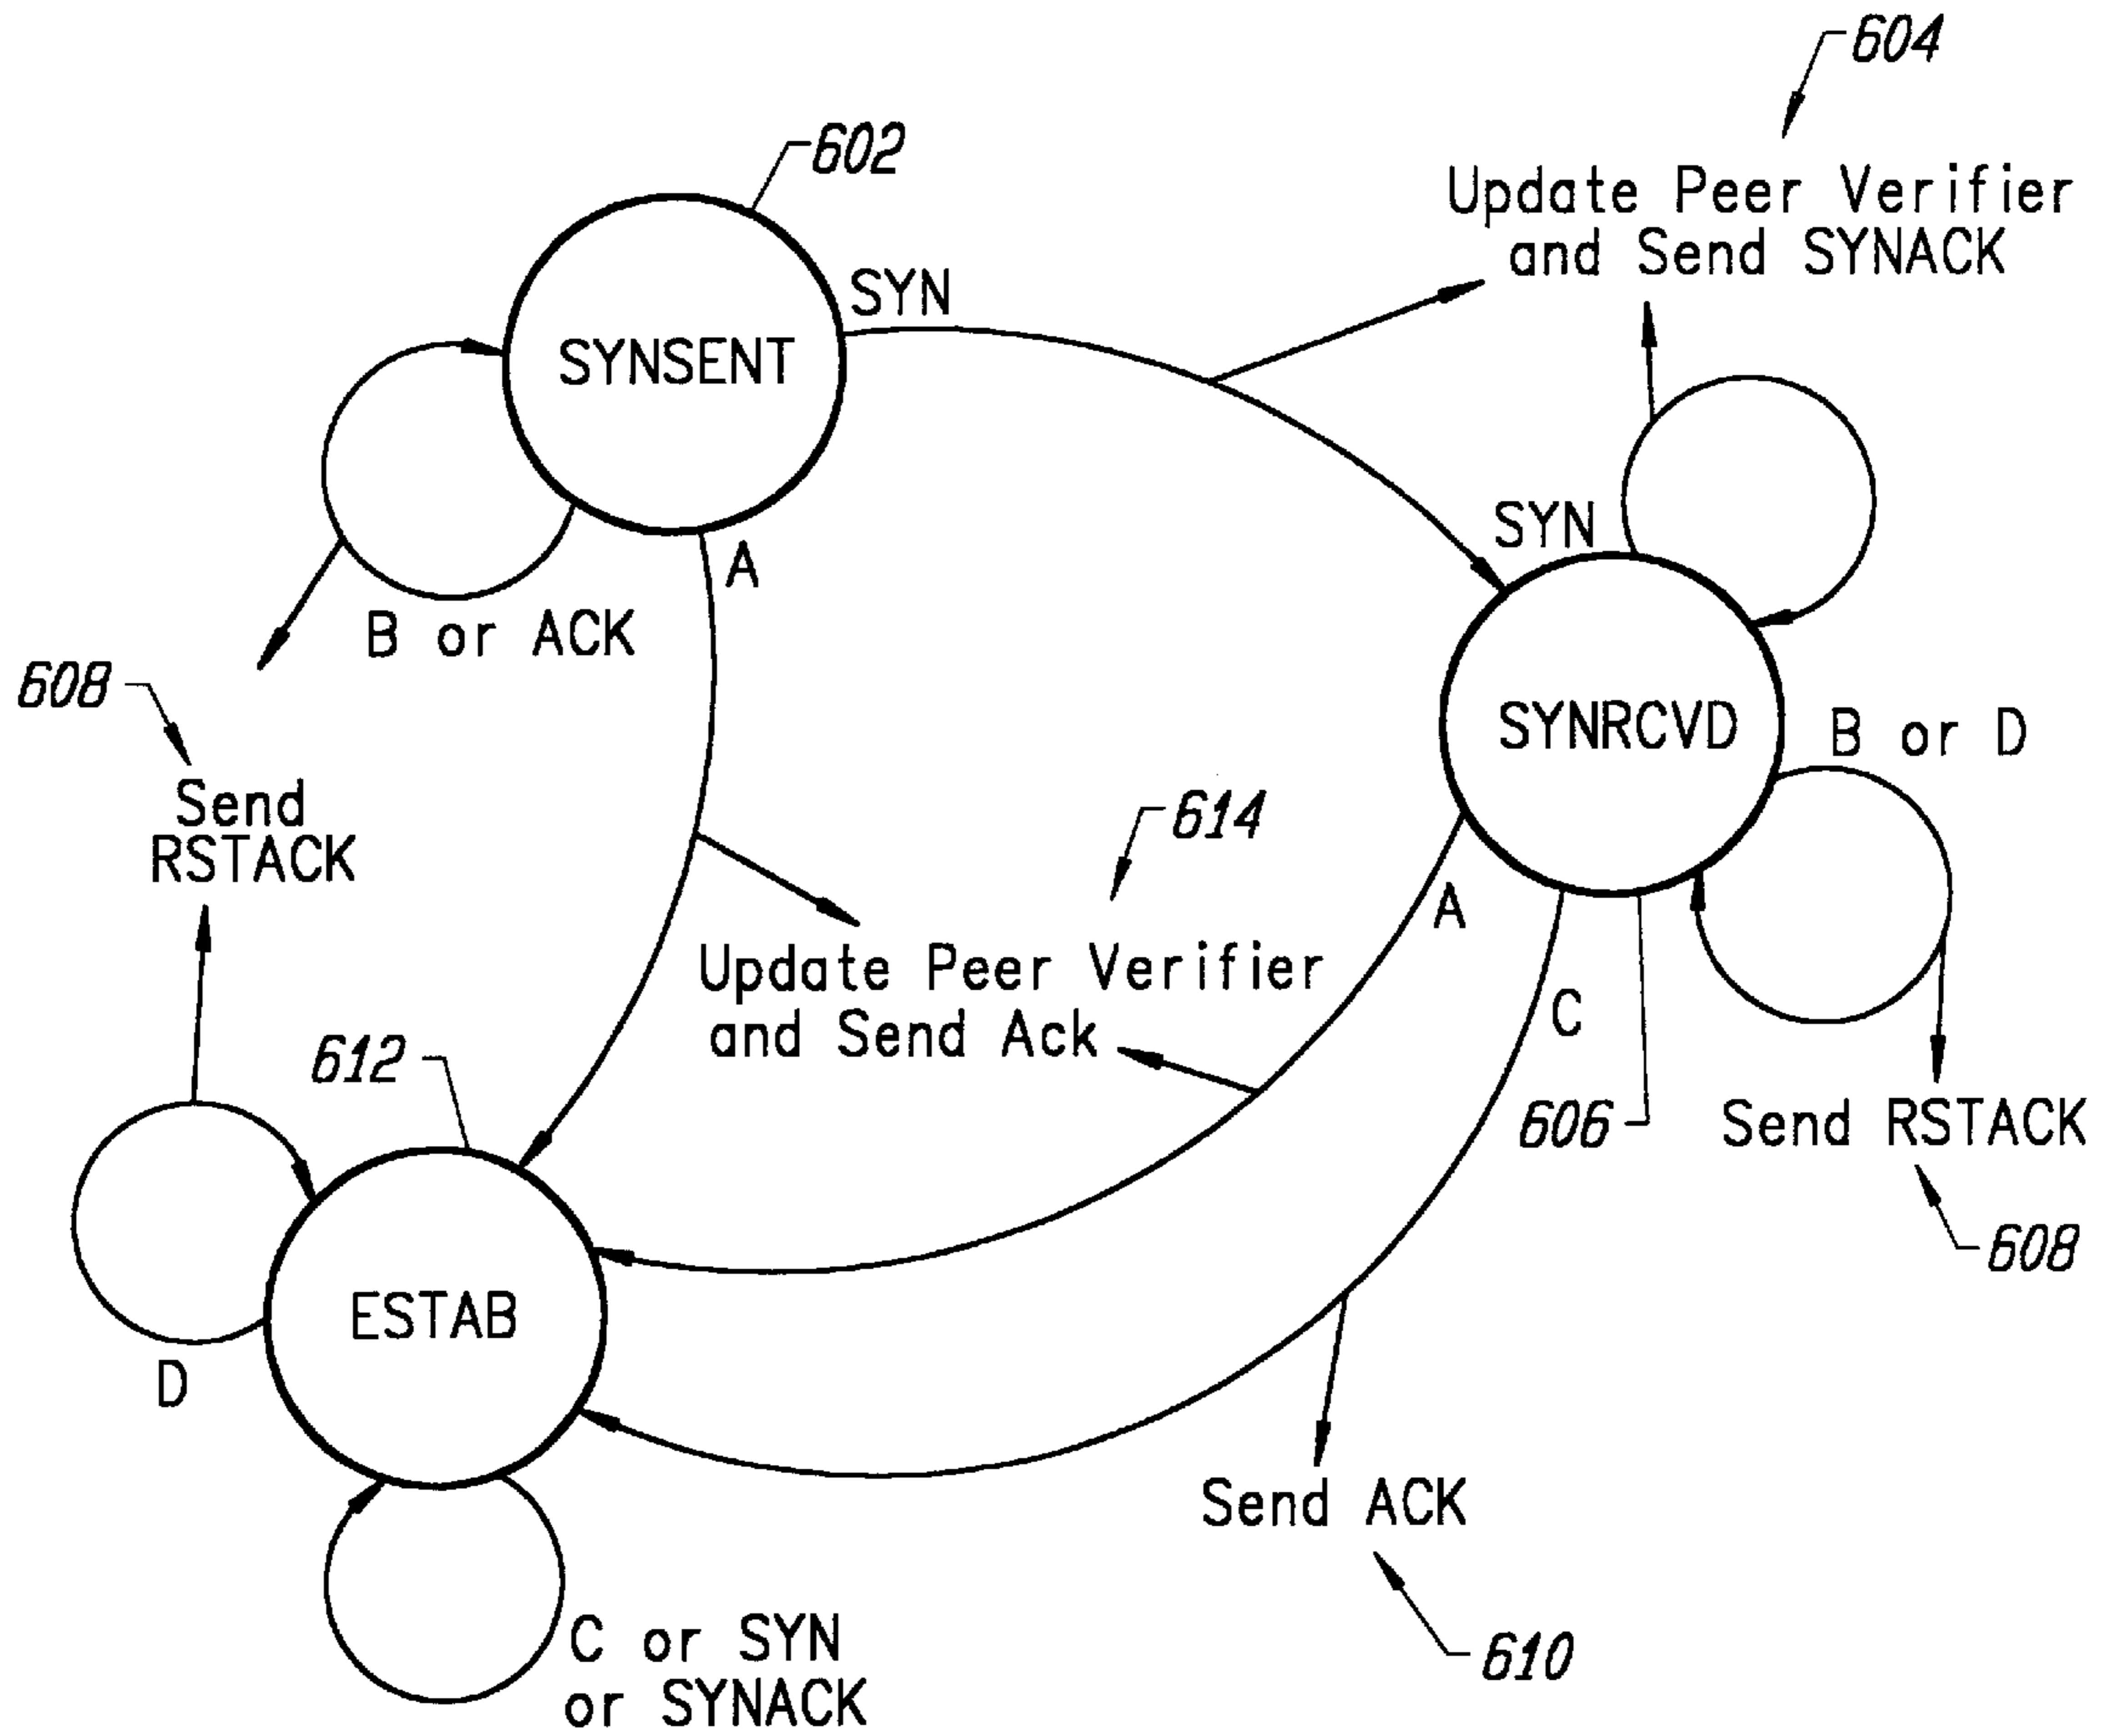 604
602
Update Peer Verifier
and Send SYNACK
SYN
SYNSENT
SYN
A
B or ACK
608
SYNRCVD
B or D
Send
RSTACK
614
A
Update Peer Verifier
and Send Ack
C
612
606
Send RSTACK
608
ESTAB
D
Send ACK
C or SYN
or SYNACK
610